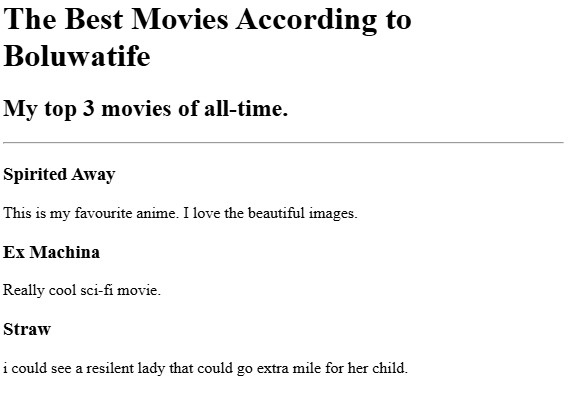 The Best Movies According to
Boluwatife
My top 3 movies of all-time.
Spirited Away
This is my favourite anime. I love the beautiful images.
Ex Machina
Really cool sci-fi movie.
Straw
i could see a resilent lady that could go extra mile for her child.